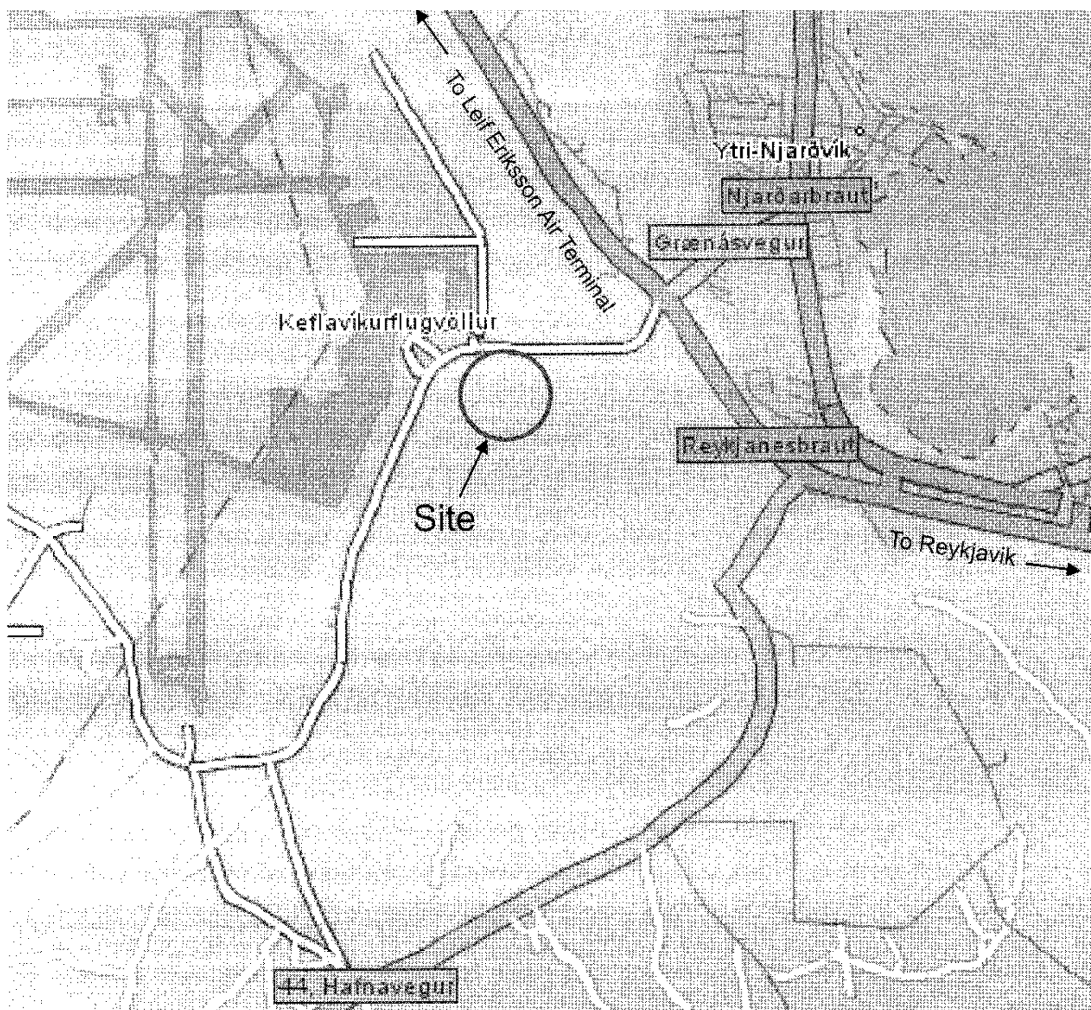 To Leif Eriksson Air Terminal
Ytri-Njarðvík
Njarðarbraut
Grænásvegur
Keflavíkurflugvöllur
Reykjanesbraut
Site
To Reykjavik
44, Hafnavegur